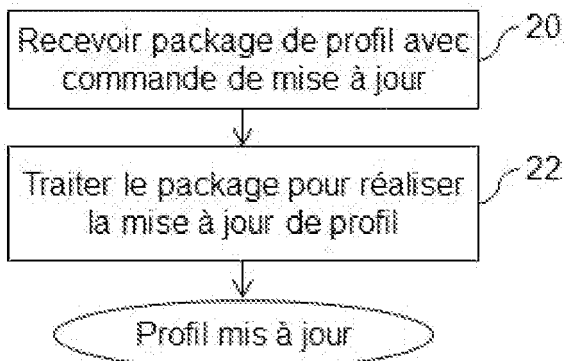 Recevoir package de profil avec
commande de mise à jour
20
Traiter le package pour réaliser
la mise à jour de profil
22
Profil mis à jour